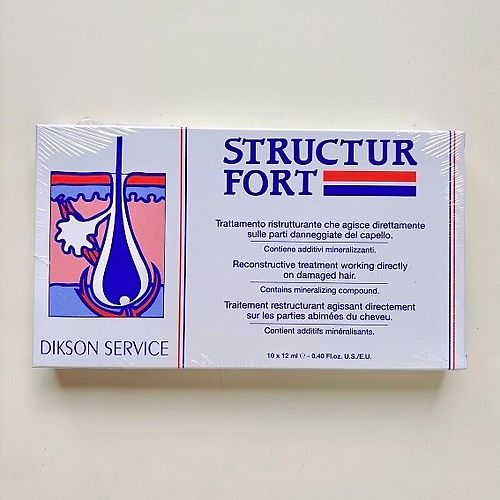 STRUCTUR
FORT
Trattamento ristrutturante che agisce direttamente
sulle parti danneggiate del capello.
Contiene additivi mineralizzanti.
Reconstructive treatment working directly
on damaged hair.
Contains mineralizing compound.
Traitement restructurant agissant directement
sur les parties abimées du cheveu.
Contient additifs minéralisants.
10 x 12 ml ℮ - 0.40 Fl.oz. U.S./E.U.
DIKSON SERVICE